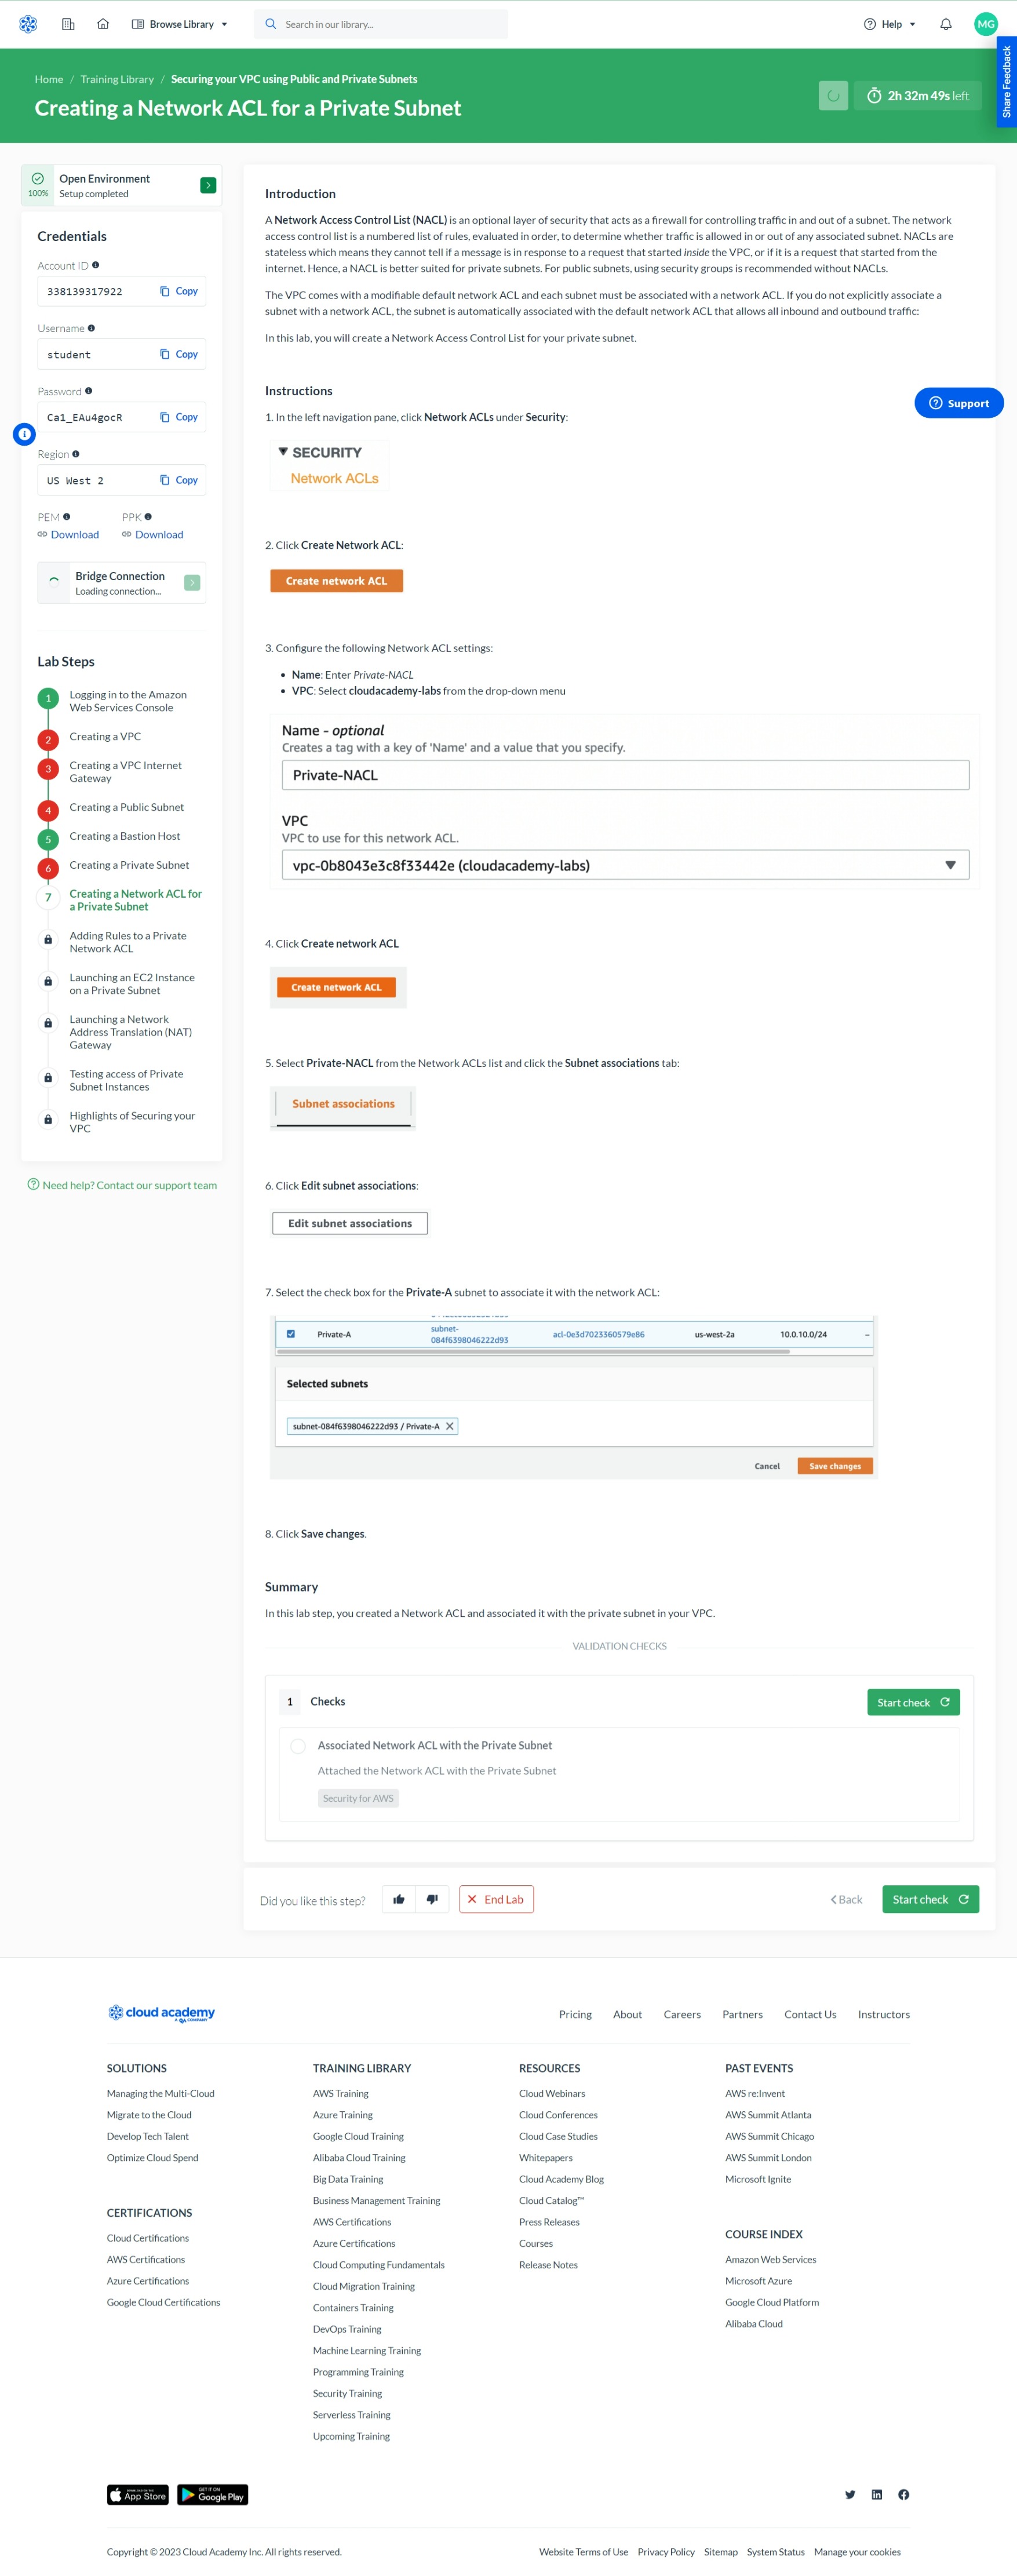 Browse Library
Search in our library...
Help
MG
Share Feedback
Home / Training Library / Securing your VPC using Public and Private Subnets
Creating a Network ACL for a Private Subnet
2h 32m 49s left
100%
Open Environment
Setup completed
Credentials
Account ID
338139317922
Copy
Username
student
Copy
Password
Ca1_EAu4gocR
Copy
Region
US West 2
Copy
PEM
PPK
Download
Download
Bridge Connection
Loading connection...
Lab Steps
1 Logging in to the Amazon
Web Services Console
2 Creating a VPC
3 Creating a VPC Internet
Gateway
4 Creating a Public Subnet
5 Creating a Bastion Host
6 Creating a Private Subnet
7 Creating a Network ACL for
a Private Subnet
Adding Rules to a Private
Network ACL
Launching an EC2 Instance
on a Private Subnet
Launching a Network
Address Translation (NAT)
Gateway
Testing access of Private
Subnet Instances
Highlights of Securing your
VPC
Need help? Contact our support team
Introduction
A Network Access Control List (NACL) is an optional layer of security that acts as a firewall for controlling traffic in and out of a subnet. The network
access control list is a numbered list of rules, evaluated in order, to determine whether traffic is allowed in or out of any associated subnet. NACLs are
stateless which means they cannot tell if a message is in response to a request that started inside the VPC, or if it is a request that started from the
internet. Hence, a NACL is better suited for private subnets. For public subnets, using security groups is recommended without NACLs.
The VPC comes with a modifiable default network ACL and each subnet must be associated with a network ACL. If you do not explicitly associate a
subnet with a network ACL, the subnet is automatically associated with the default network ACL that allows all inbound and outbound traffic:
In this lab, you will create a Network Access Control List for your private subnet.
Instructions
Support
1. In the left navigation pane, click Network ACLs under Security:
SECURITY
Network ACLs
2. Click Create Network ACL:
Create network ACL
3. Configure the following Network ACL settings:
• Name: Enter Private-NACL
• VPC: Select cloudacademy-labs from the drop-down menu
Name - optional
Creates a tag with a key of 'Name' and a value that you specify.
Private-NACL
VPC
VPC to use for this network ACL.
vpc-0b8043e3c8f33442e (cloudacademy-labs)
4. Click Create network ACL
Create network ACL
5. Select Private-NACL from the Network ACLs list and click the Subnet associations tab:
Subnet associations
6. Click Edit subnet associations:
Edit subnet associations
7. Select the check box for the Private-A subnet to associate it with the network ACL:
Private-A
subnet-
084f6398046222d93
acl-0e3d7023360579e86
us-west-2a
10.0.10.0/24
–
Selected subnets
subnet-084f6398046222d93 / Private-A
Cancel
Save changes
8. Click Save changes.
Summary
In this lab step, you created a Network ACL and associated it with the private subnet in your VPC.
VALIDATION CHECKS
1 Checks
Start check
Associated Network ACL with the Private Subnet
Attached the Network ACL with the Private Subnet
Security for AWS
Did you like this step?
End Lab
Back
Start check
cloud academy
A QA COMPANY
Pricing
About
Careers
Partners
Contact Us
Instructors
SOLUTIONS
Managing the Multi-Cloud
Migrate to the Cloud
Develop Tech Talent
Optimize Cloud Spend
CERTIFICATIONS
Cloud Certifications
AWS Certifications
Azure Certifications
Google Cloud Certifications
TRAINING LIBRARY
AWS Training
Azure Training
Google Cloud Training
Alibaba Cloud Training
Big Data Training
Business Management Training
AWS Certifications
Azure Certifications
Cloud Computing Fundamentals
Cloud Migration Training
Containers Training
DevOps Training
Machine Learning Training
Programming Training
Security Training
Serverless Training
Upcoming Training
RESOURCES
Cloud Webinars
Cloud Conferences
Cloud Case Studies
Whitepapers
Cloud Academy Blog
Cloud Catalog™
Press Releases
Courses
Release Notes
PAST EVENTS
AWS re:Invent
AWS Summit Atlanta
AWS Summit Chicago
AWS Summit London
Microsoft Ignite
COURSE INDEX
Amazon Web Services
Microsoft Azure
Google Cloud Platform
Alibaba Cloud
App Store
GET IT ON
Google Play
Copyright © 2023 Cloud Academy Inc. All rights reserved.
Website Terms of Use
Privacy Policy
Sitemap
System Status
Manage your cookies